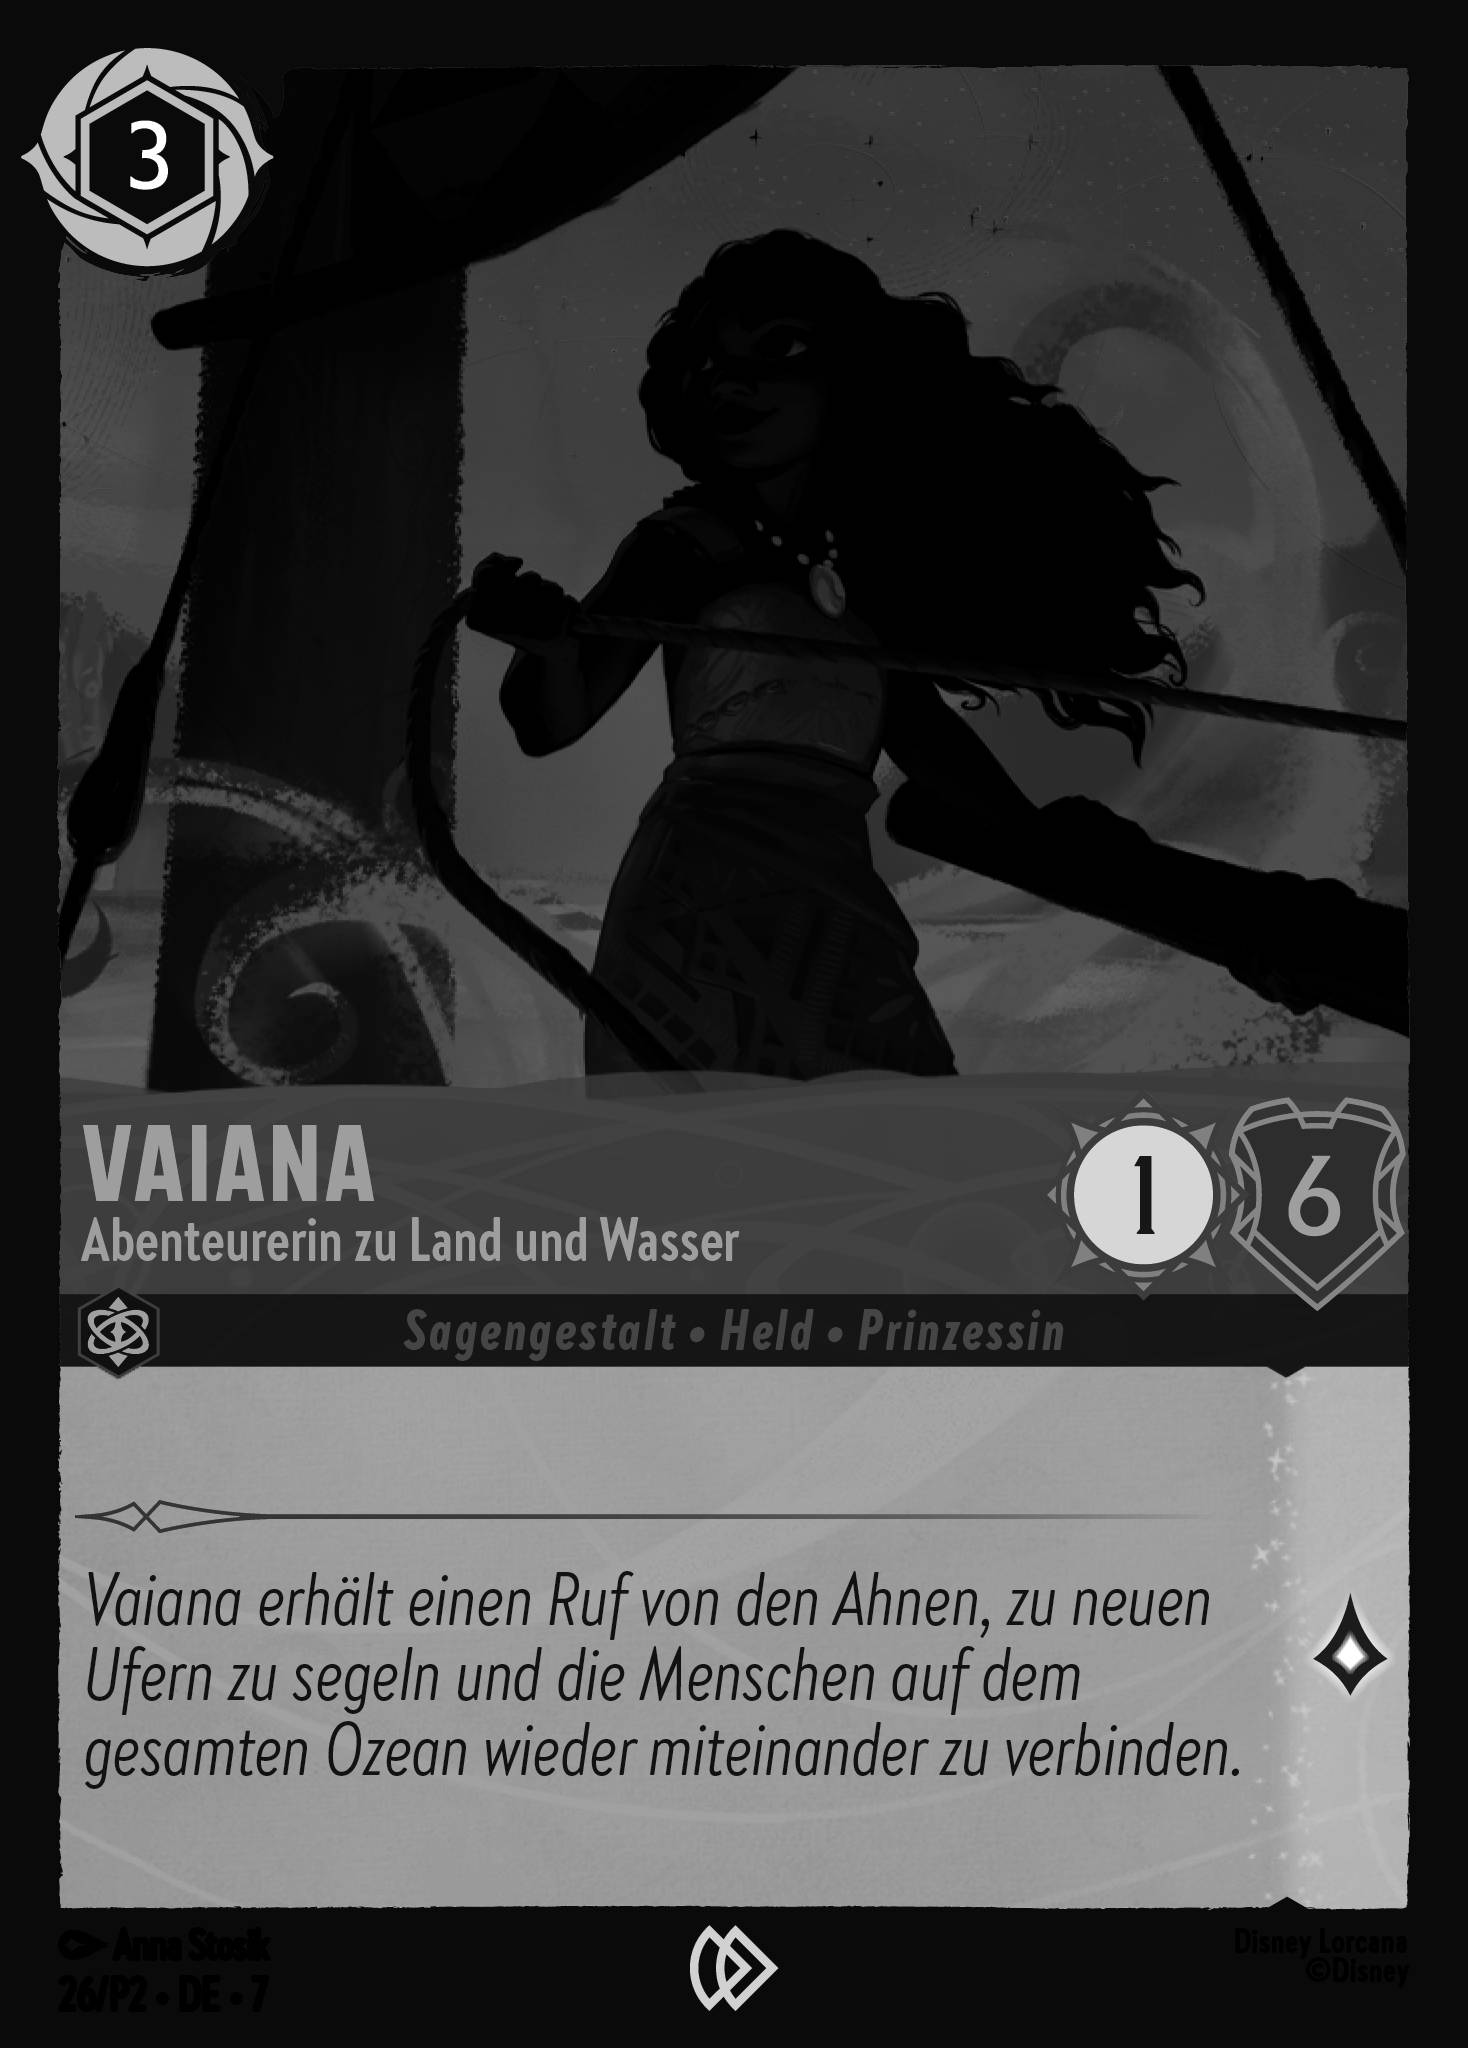 3
VAIANA
Abenteurerin zu Land und Wasser
1
6
Sagengestalt • Held • Prinzessin
Vaiana erhält einen Ruf von den Ahnen, zu neuen
Ufern zu segeln und die Menschen auf dem
gesamten Ozean wieder miteinander zu verbinden.
Anna Stosik
26/P2 • DE • 7
Disney Lorcana
©Disney